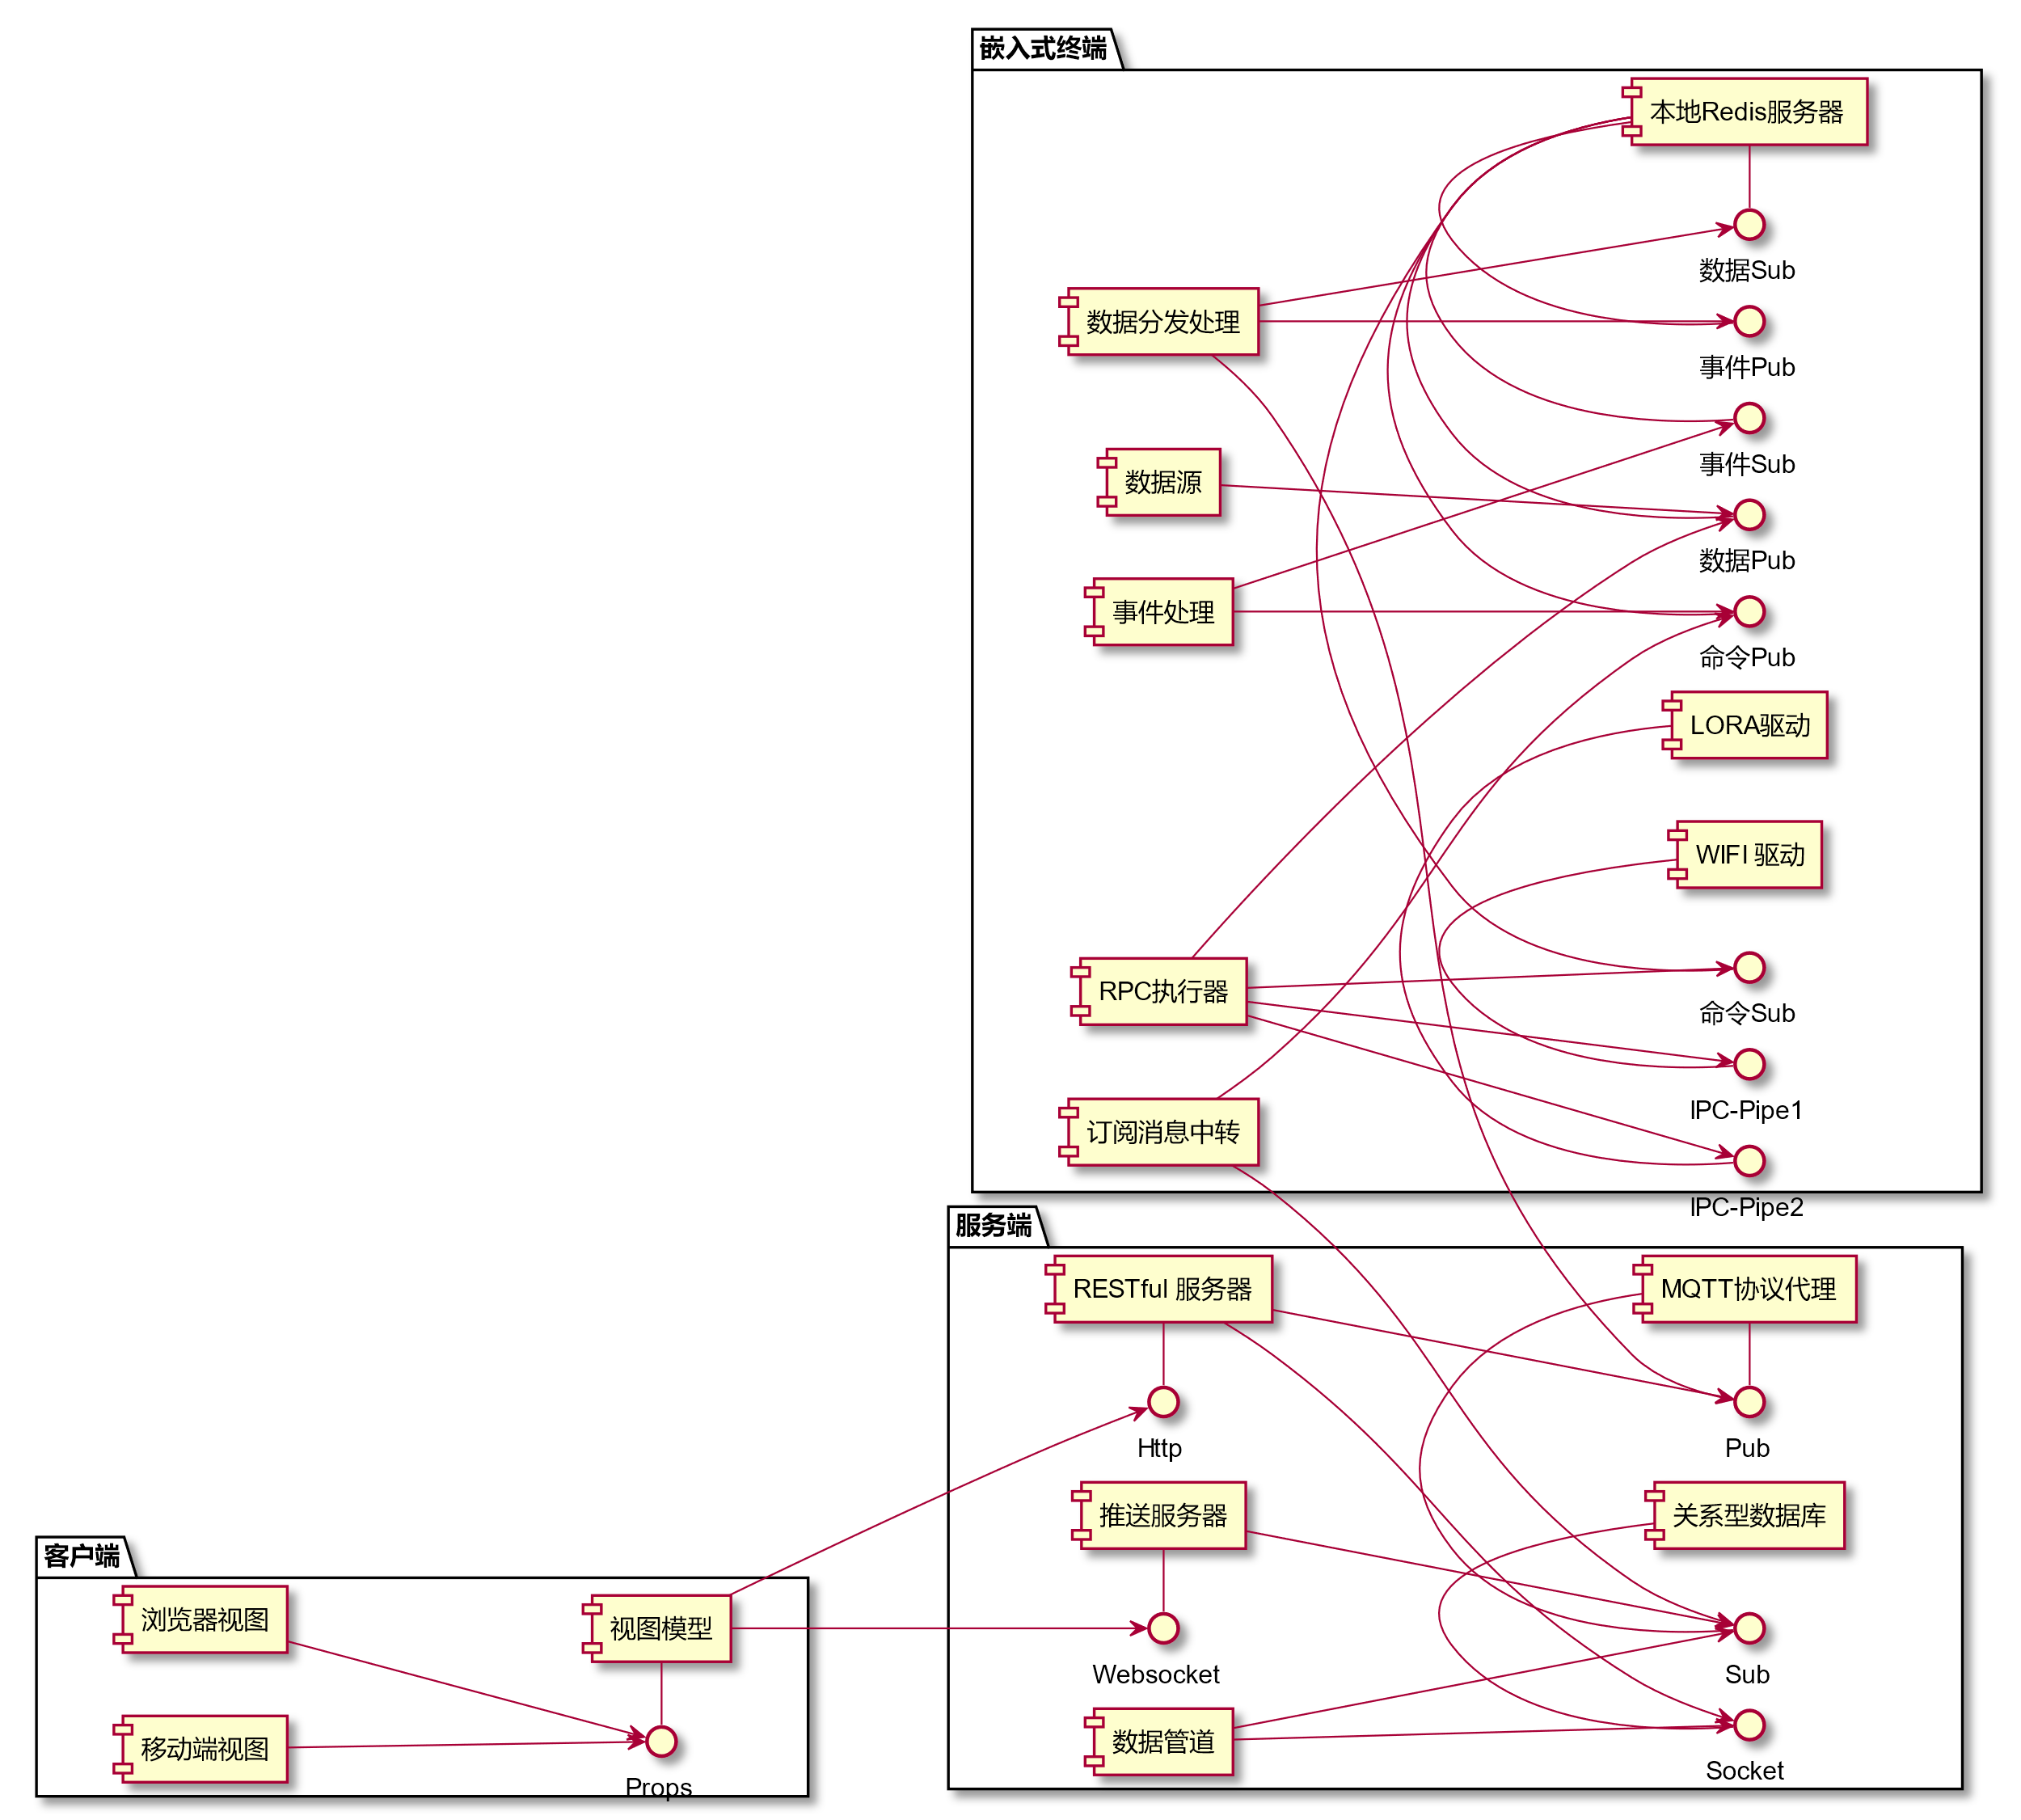 嵌入式终端
本地Redis服务器
数据Sub
数据分发处理
事件Pub
事件Sub
数据源
数据Pub
事件处理
命令Pub
LORA驱动
WIFI 驱动
RPC执行器
命令Sub
IPC-Pipe1
订阅消息中转
IPC-Pipe2
服务端
RESTful 服务器
MQTT协议代理
Http
Pub
推送服务器
关系型数据库
Websocket
Sub
数据管道
Socket
客户端
浏览器视图
视图模型
移动端视图
Props